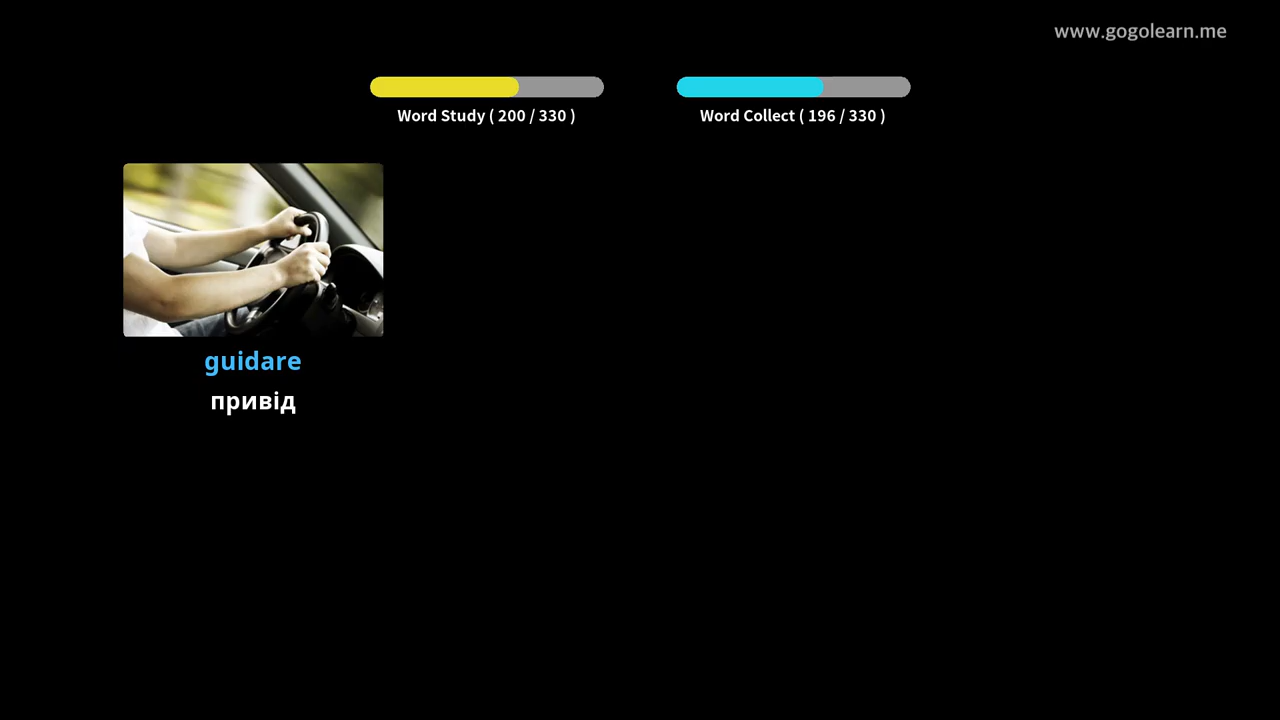 www.gogolearn.me
Word Study ( 200 / 330 )
Word Collect ( 196 / 330 )
guidare
привід